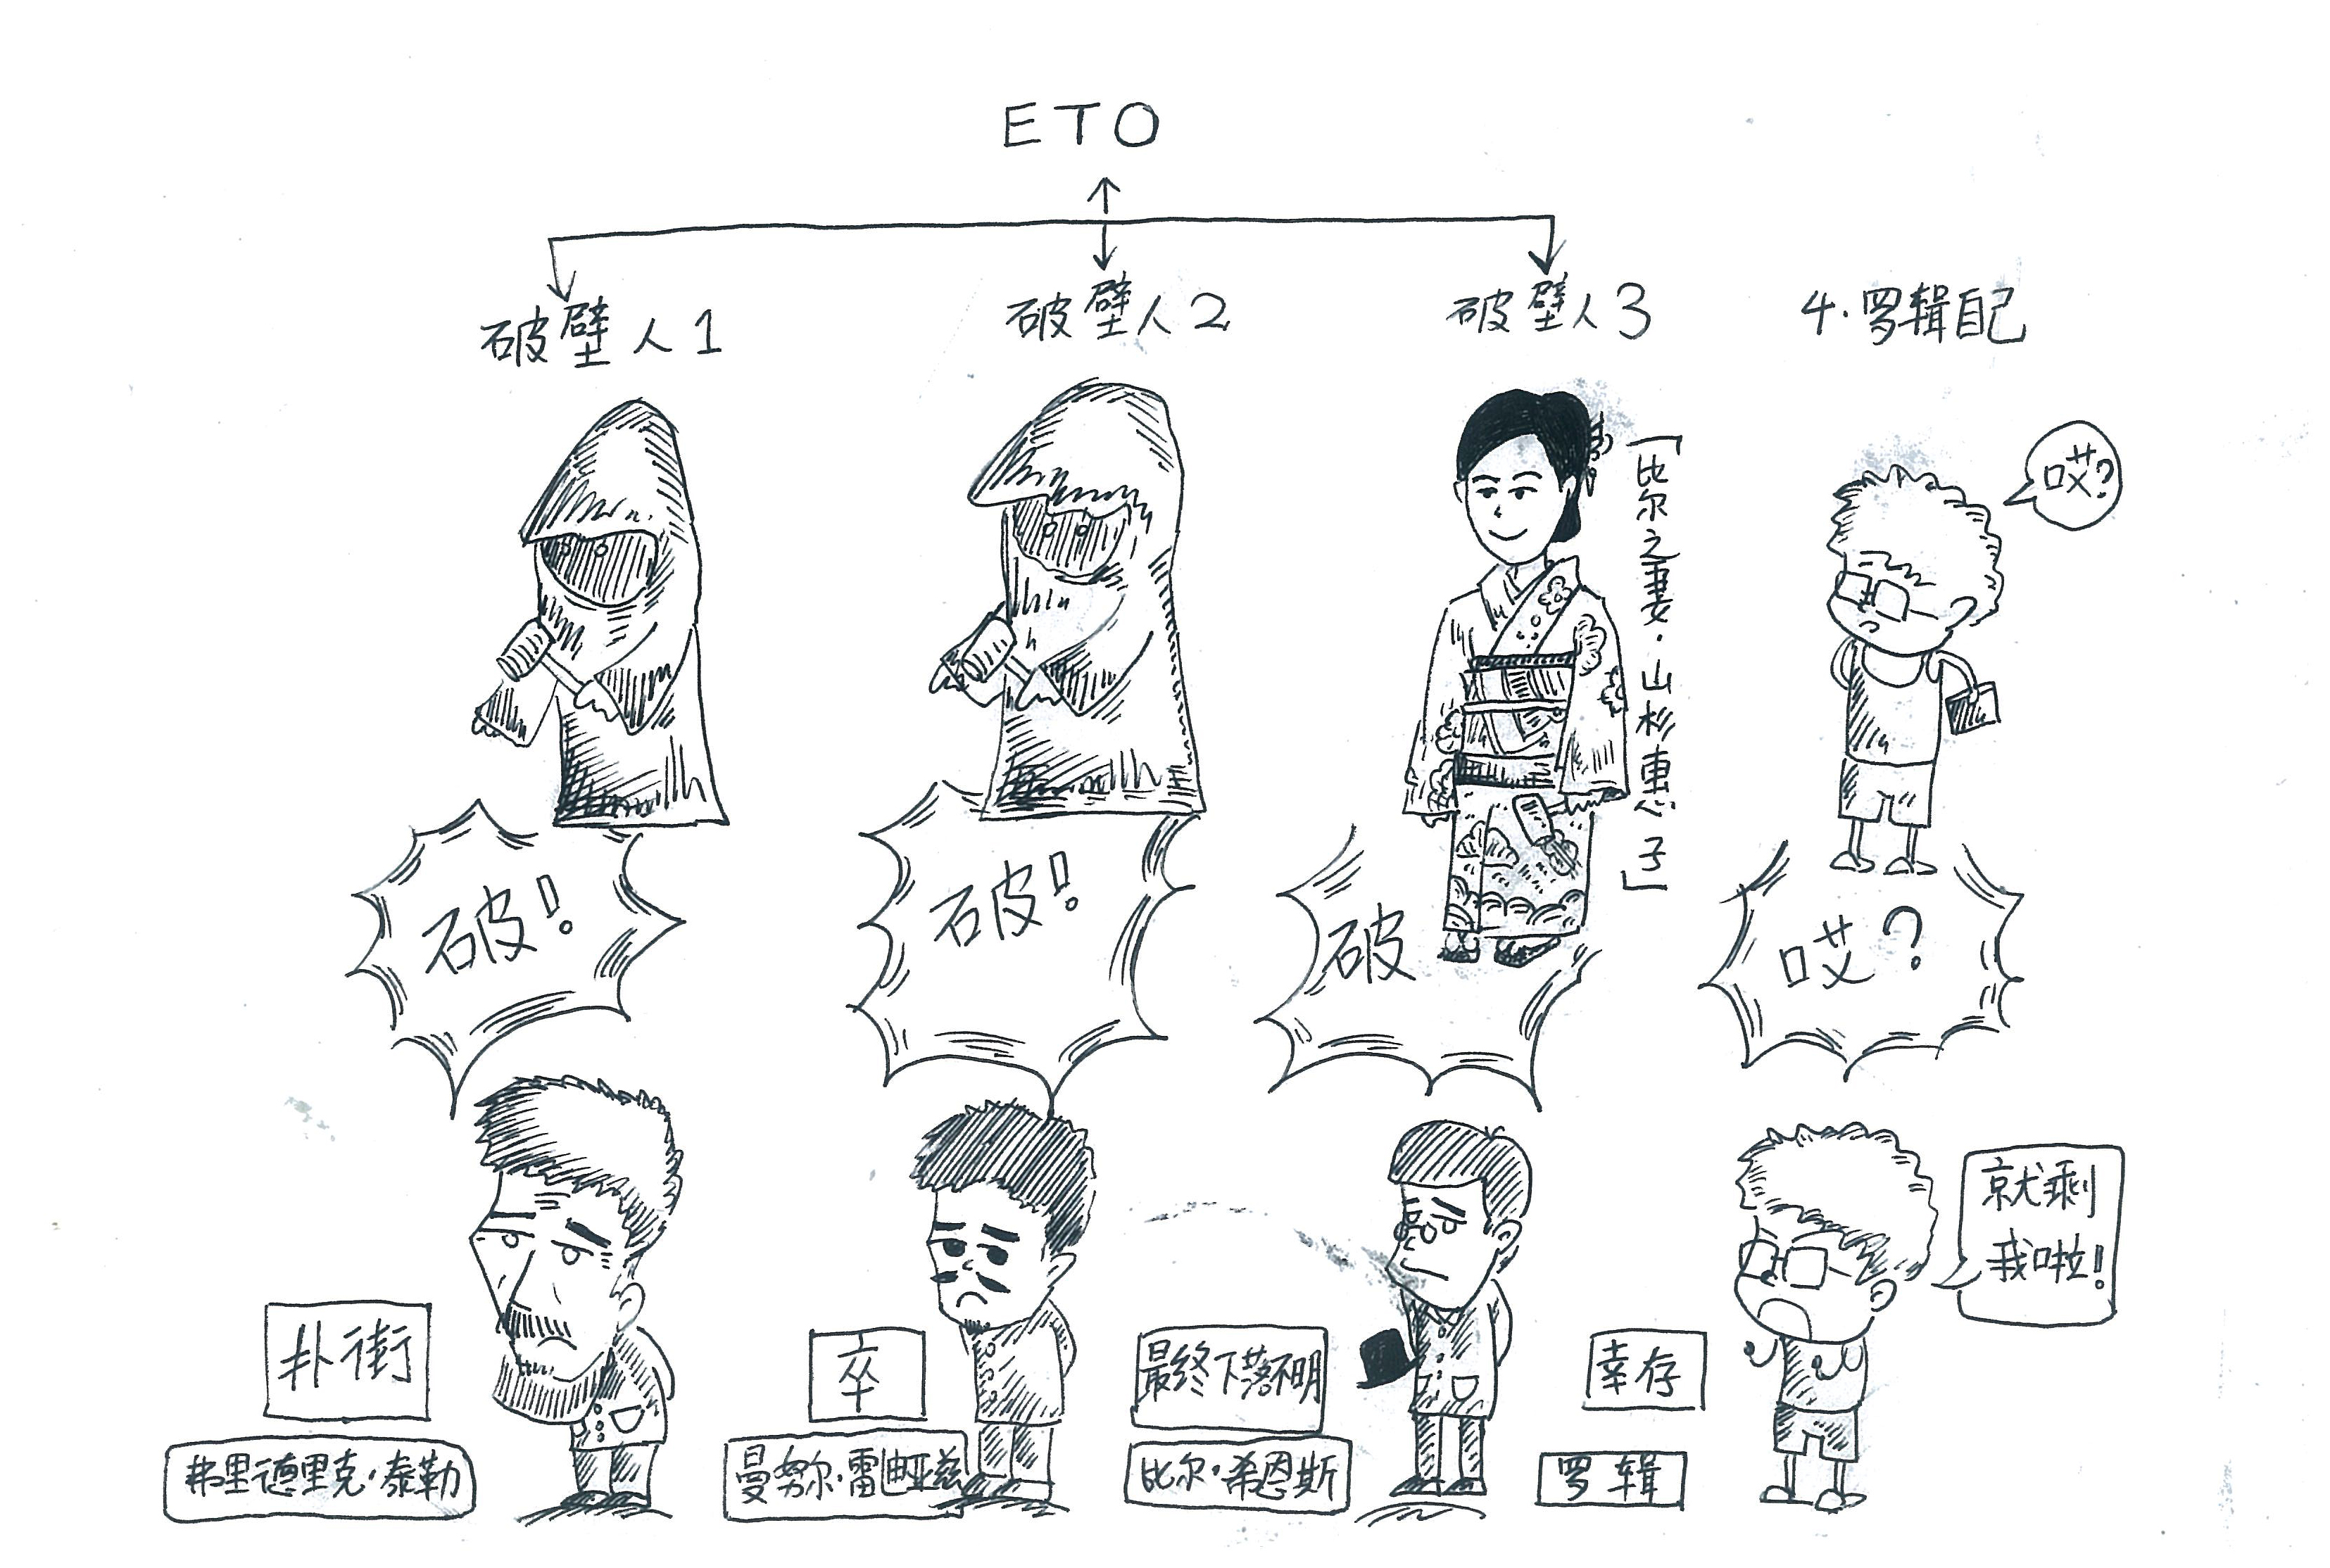 ETO
破壁人1
破壁人2
破壁人3
4·罗辑自己
「比尔之妻·山杉惠子」
哎?
破!
破!
破
哎?
就剩
我啦!
扑街
卒
最终下落不明
幸存
弗里德里克·泰勒
曼努尔·雷迪亚兹
比尔·希恩斯
罗辑